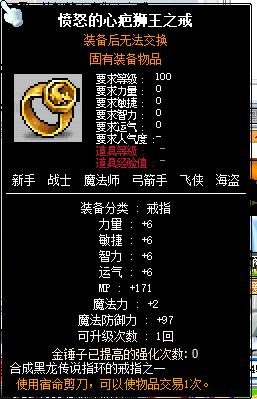 愤怒的心疤狮王之戒
装备后无法交换
固有装备物品
要求等级 : 100
要求力量 : 0
要求敏捷 : 0
要求智力 : 0
要求运气 : 0
要求人气度 : -
道具等级 : -
道具经验值 : -
新手 战士 魔法师 弓箭手 飞侠 海盗
装备分类 : 戒指
力量 : +6
敏捷 : +6
智力 : +6
运气 : +6
MP : +171
魔法力 : +2
魔法防御力 : +97
可升级次数 : 1回
金锤子已提高的强化次数: 0
合成黑龙传说指环的戒指之一
使用宿命剪刀，可以使物品交易1次。